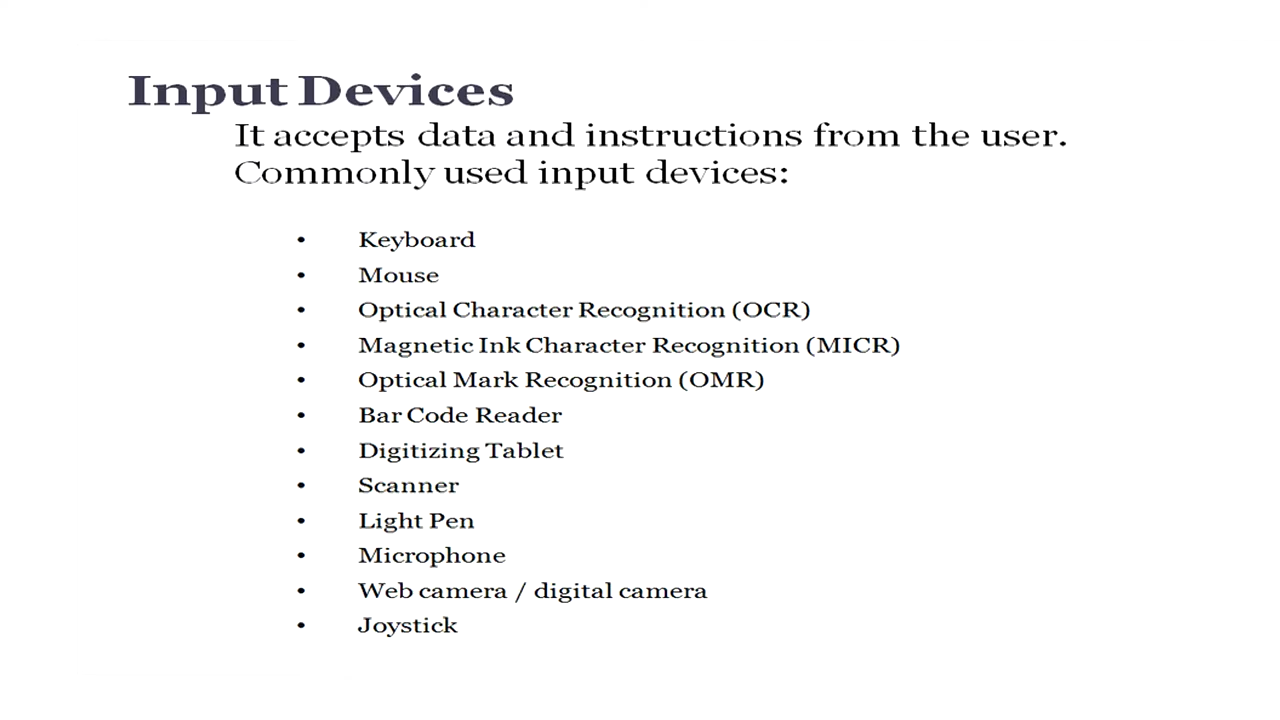 Input Devices
It accepts data and instructions from the user.
Commonly used input devices:
• Keyboard
• Mouse
• Optical Character Recognition (OCR)
• Magnetic Ink Character Recognition (MICR)
• Optical Mark Recognition (OMR)
• Bar Code Reader
• Digitizing Tablet
• Scanner
• Light Pen
• Microphone
• Web camera / digital camera
• Joystick